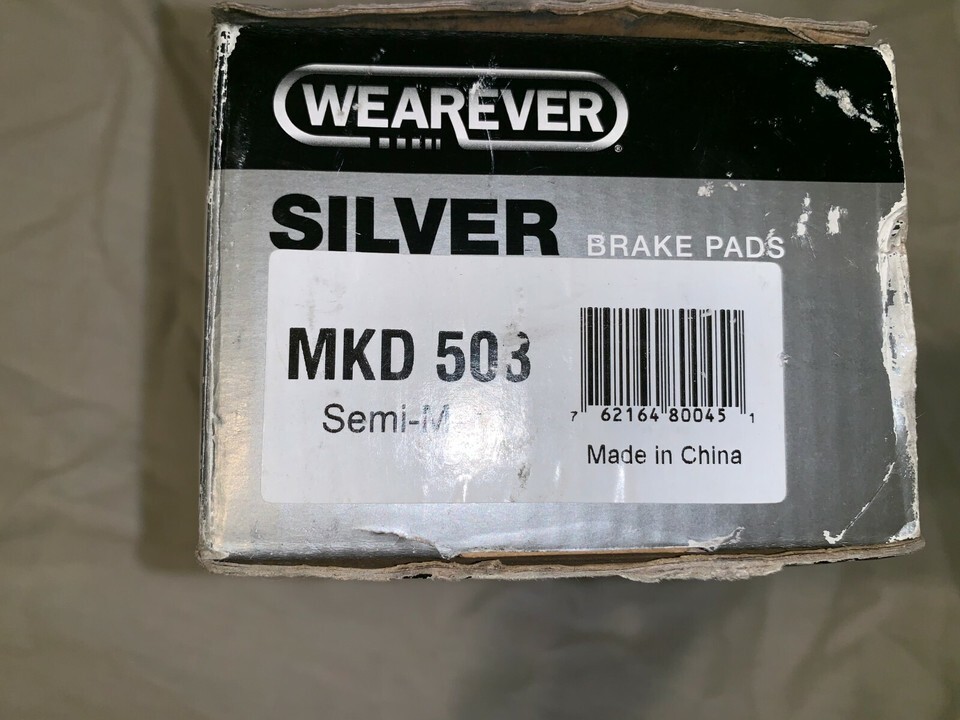 WEAREVER®
SILVER BRAKE PADS
MKD 503
Semi-M
7 62164 80045 1
Made in China